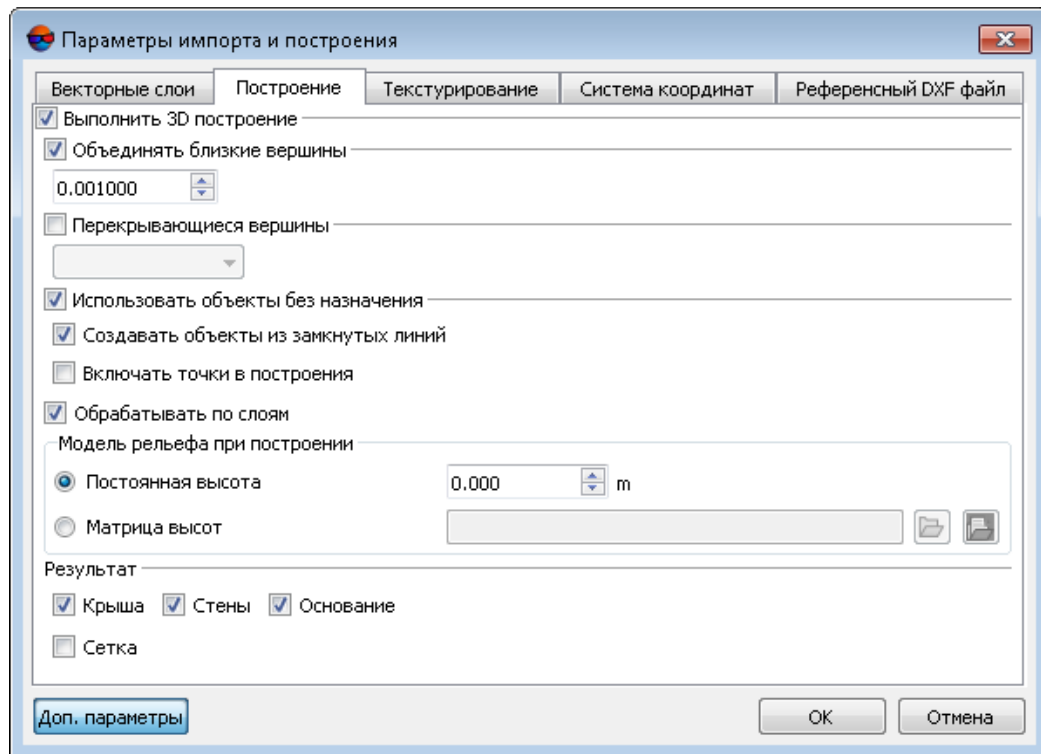 Параметры импорта и построения
Векторные слои Построение Текстурирование Система координат Референсный DXF файл
Выполнить 3D построение
Объединять близкие вершины
0.001000
Перекрывающиеся вершины
Использовать объекты без назначения
Создавать объекты из замкнутых линий
Включать точки в построения
Обрабатывать по слоям
Модель рельефа при построении
Постоянная высота 0.000 m
Матрица высот
Результат
Крыша Стены Основание
Сетка
Доп. параметры OK Отмена